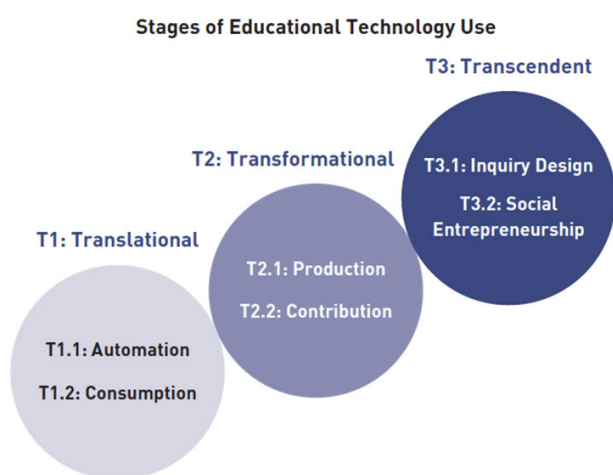 Stages of Educational Technology Use
T1: Translational
T1.1: Automation
T1.2: Consumption
T2: Transformational
T2.1: Production
T2.2: Contribution
T3: Transcendent
T3.1: Inquiry Design
T3.2: Social
Entrepreneurship